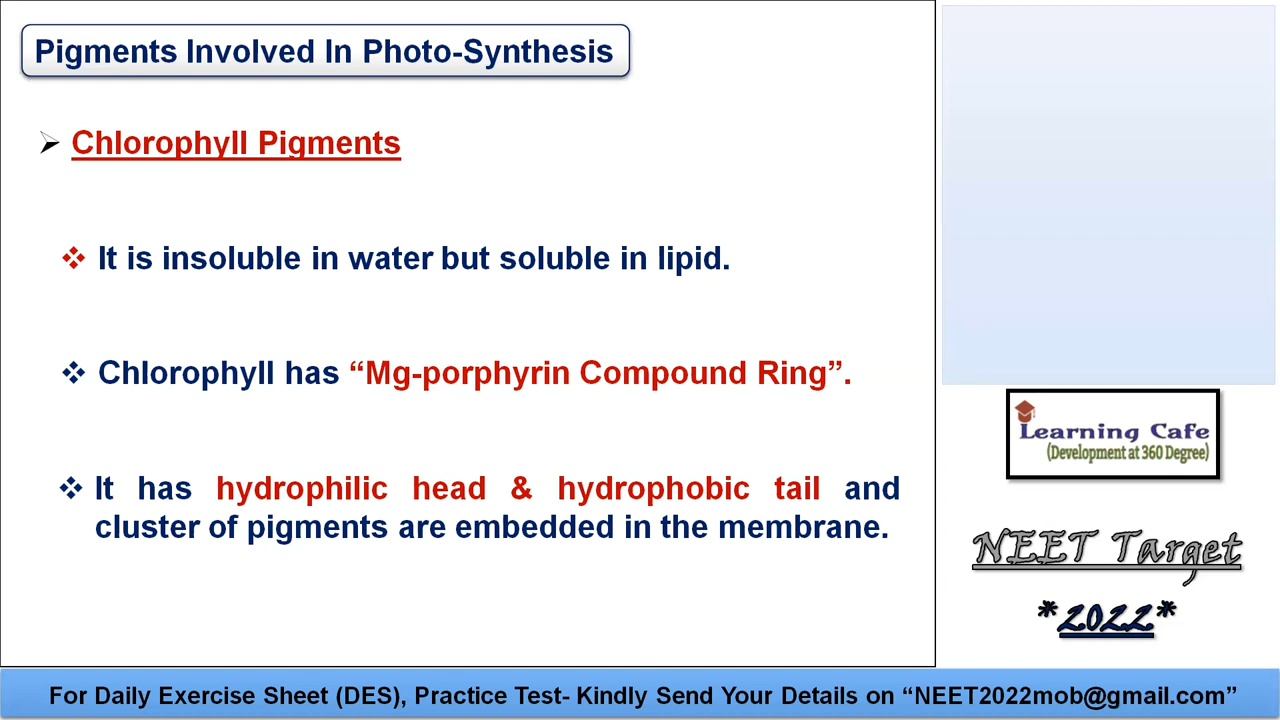 Pigments Involved In Photo-Synthesis
Chlorophyll Pigments
It is insoluble in water but soluble in lipid.
Chlorophyll has “Mg-porphyrin Compound Ring”.
It has hydrophilic head & hydrophobic tail and
cluster of pigments are embedded in the membrane.
Learning Cafe
(Development at 360 Degree)
NEET Target
*2022*
For Daily Exercise Sheet (DES), Practice Test- Kindly Send Your Details on “NEET2022mob@gmail.com”